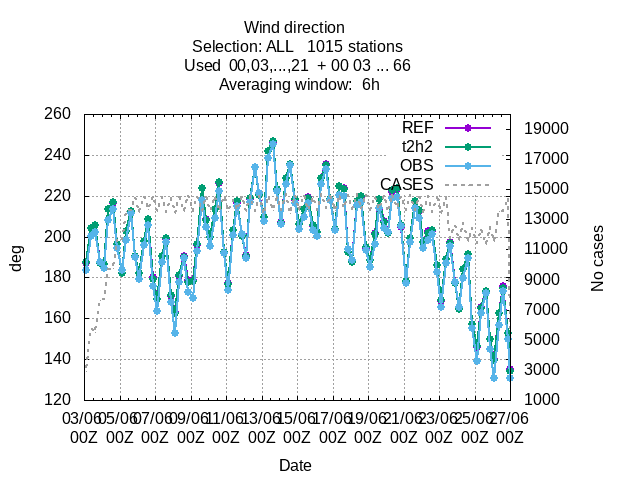 Wind direction
Selection: ALL   1015 stations
Used  00,03,...,21  + 00 03 ... 66
Averaging window:  6h
REF
t2h2
OBS
CASES
260
240
220
200
180
160
140
120
deg
19000
17000
15000
13000
11000
9000
7000
5000
3000
1000
No cases
03/06 05/06 07/06 09/06 11/06 13/06 15/06 17/06 19/06 21/06 23/06 25/06 27/06
00Z 00Z 00Z 00Z 00Z 00Z 00Z 00Z 00Z 00Z 00Z 00Z 00Z
Date